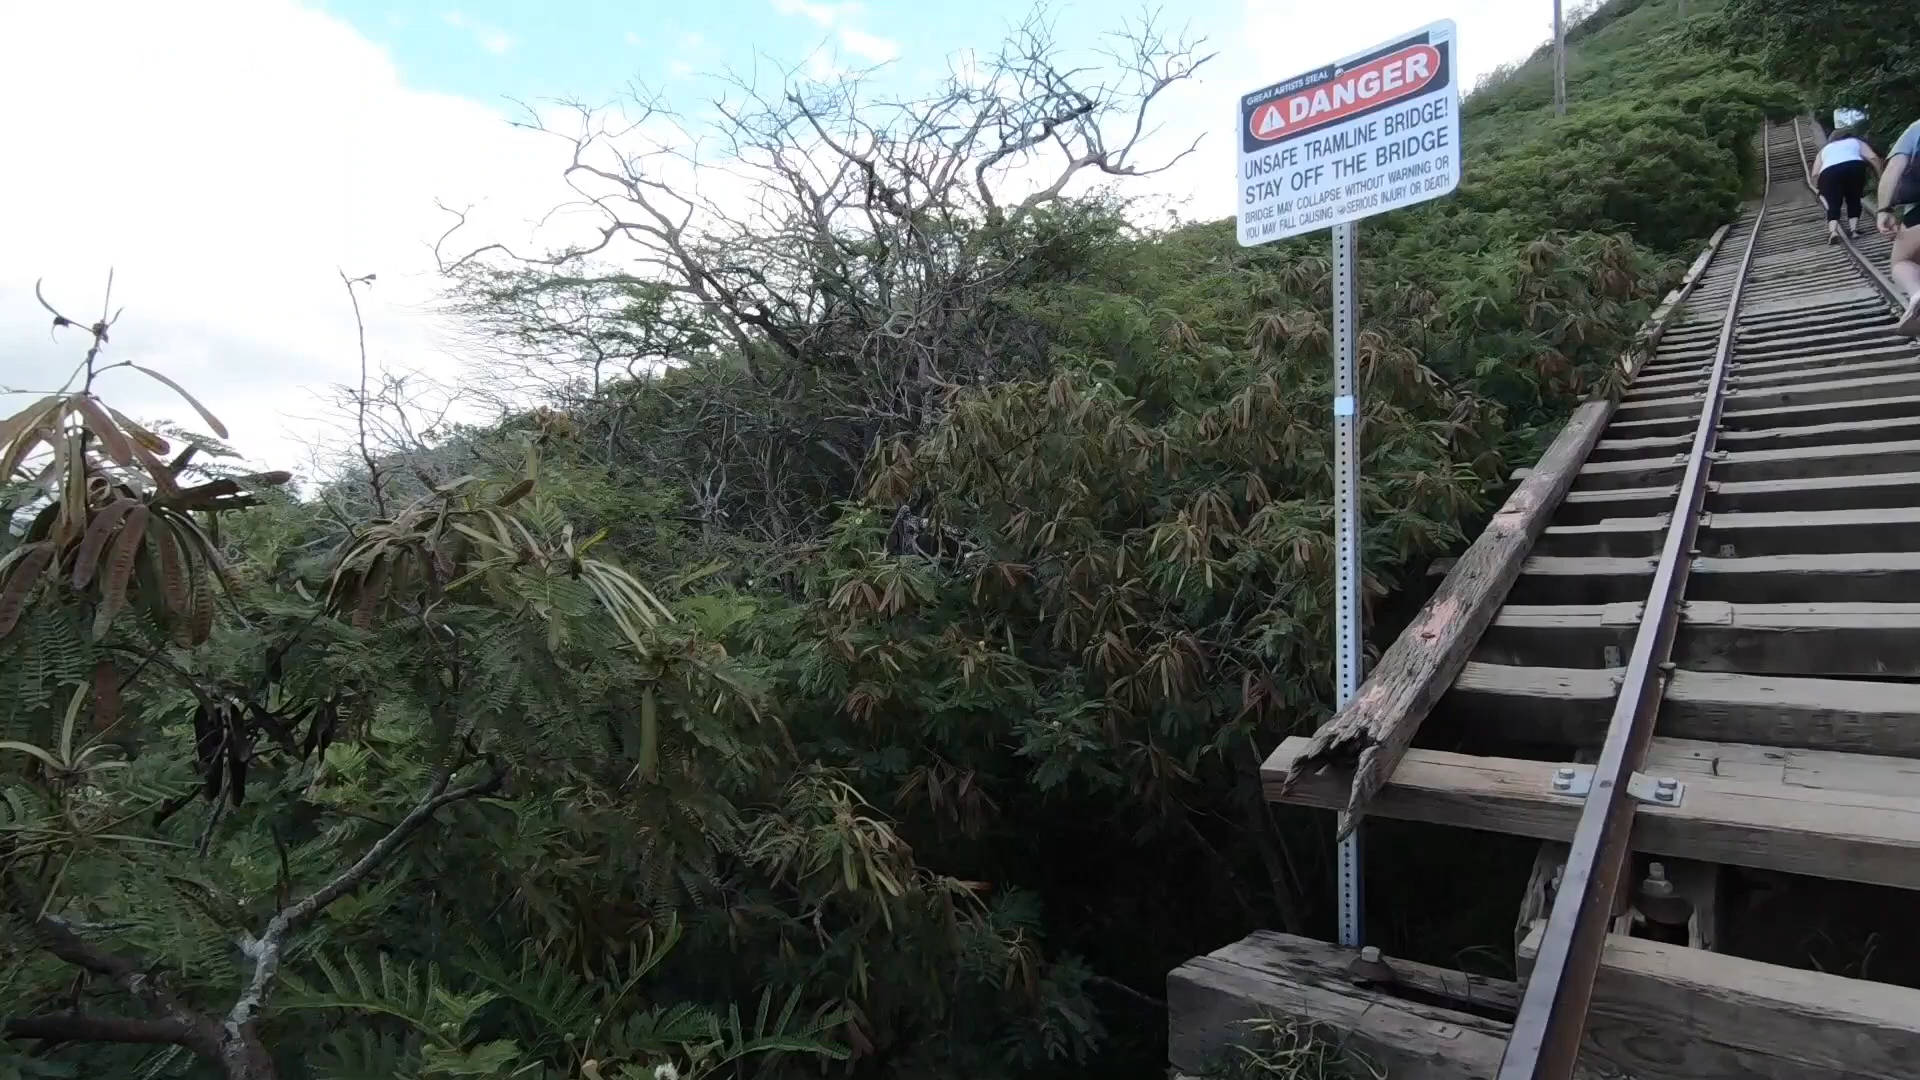 GREAT ARTISTS STEAL
DANGER
UNSAFE TRAMLINE BRIDGE!
STAY OFF THE BRIDGE
BRIDGE MAY COLLAPSE WITHOUT WARNING OR
YOU MAY FALL CAUSING SERIOUS INJURY OR DEATH